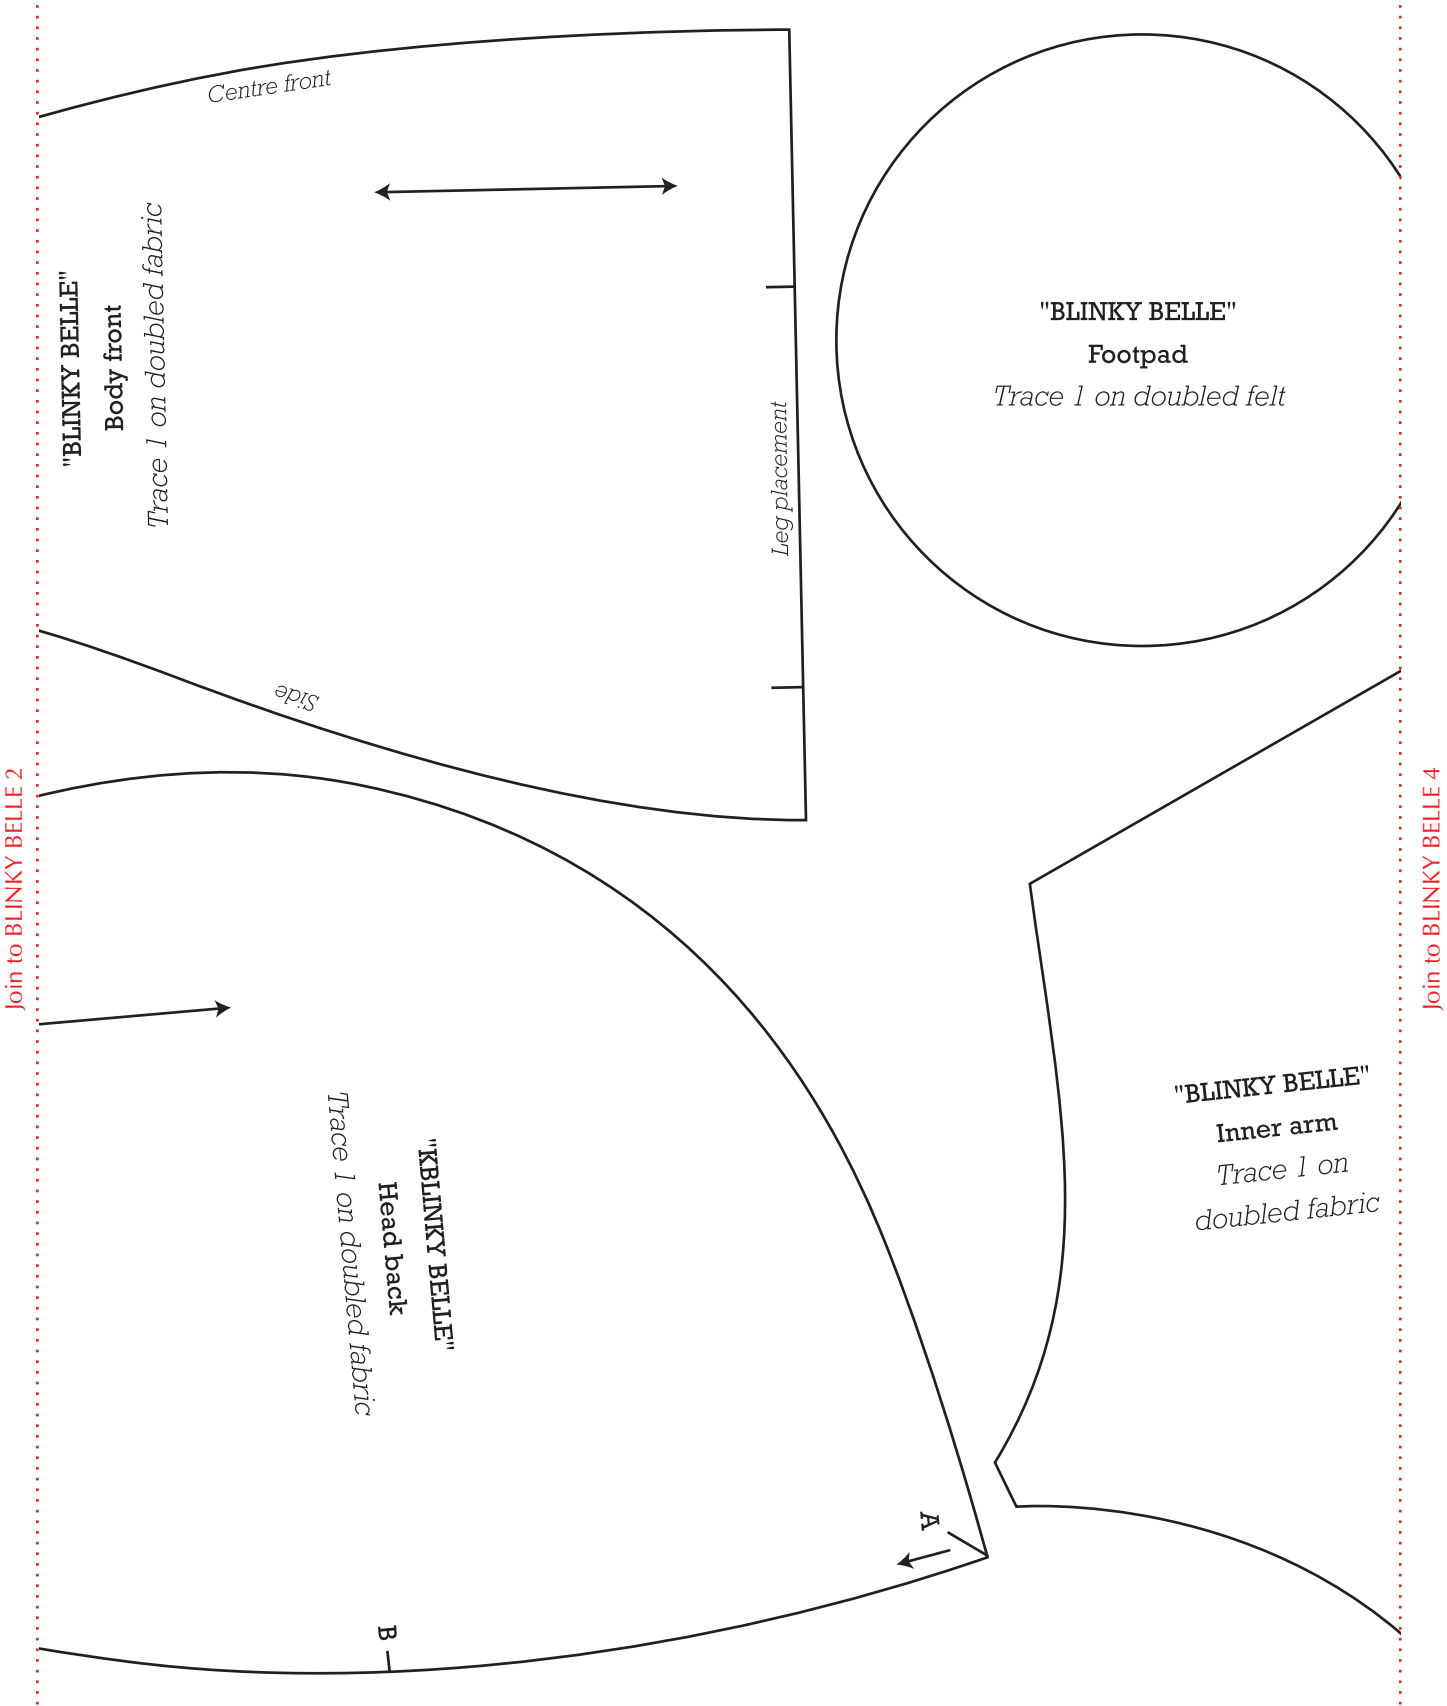 Centre front
"BLINKY BELLE"
Body front
Trace 1 on doubled fabric
Leg placement
Side
"BLINKY BELLE"
Footpad
Trace 1 on doubled felt
Join to BLINKY BELLE 2
Join to BLINKY BELLE 4
"KBLINKY BELLE"
Head back
Trace 1 on doubled fabric
A
B
"BLINKY BELLE"
Inner arm
Trace 1 on
doubled fabric